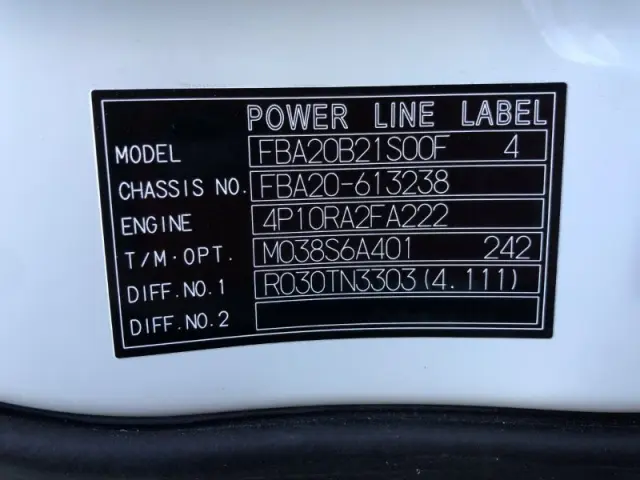 POWER LINE LABEL
MODEL FBA20B21S00F 4
CHASSIS NO. FBA20-613238
ENGINE 4P10RA2FA222
T/M·OPT. M038S6A401 242
DIFF.NO.1 R030TN3303(4.111)
DIFF.NO.2